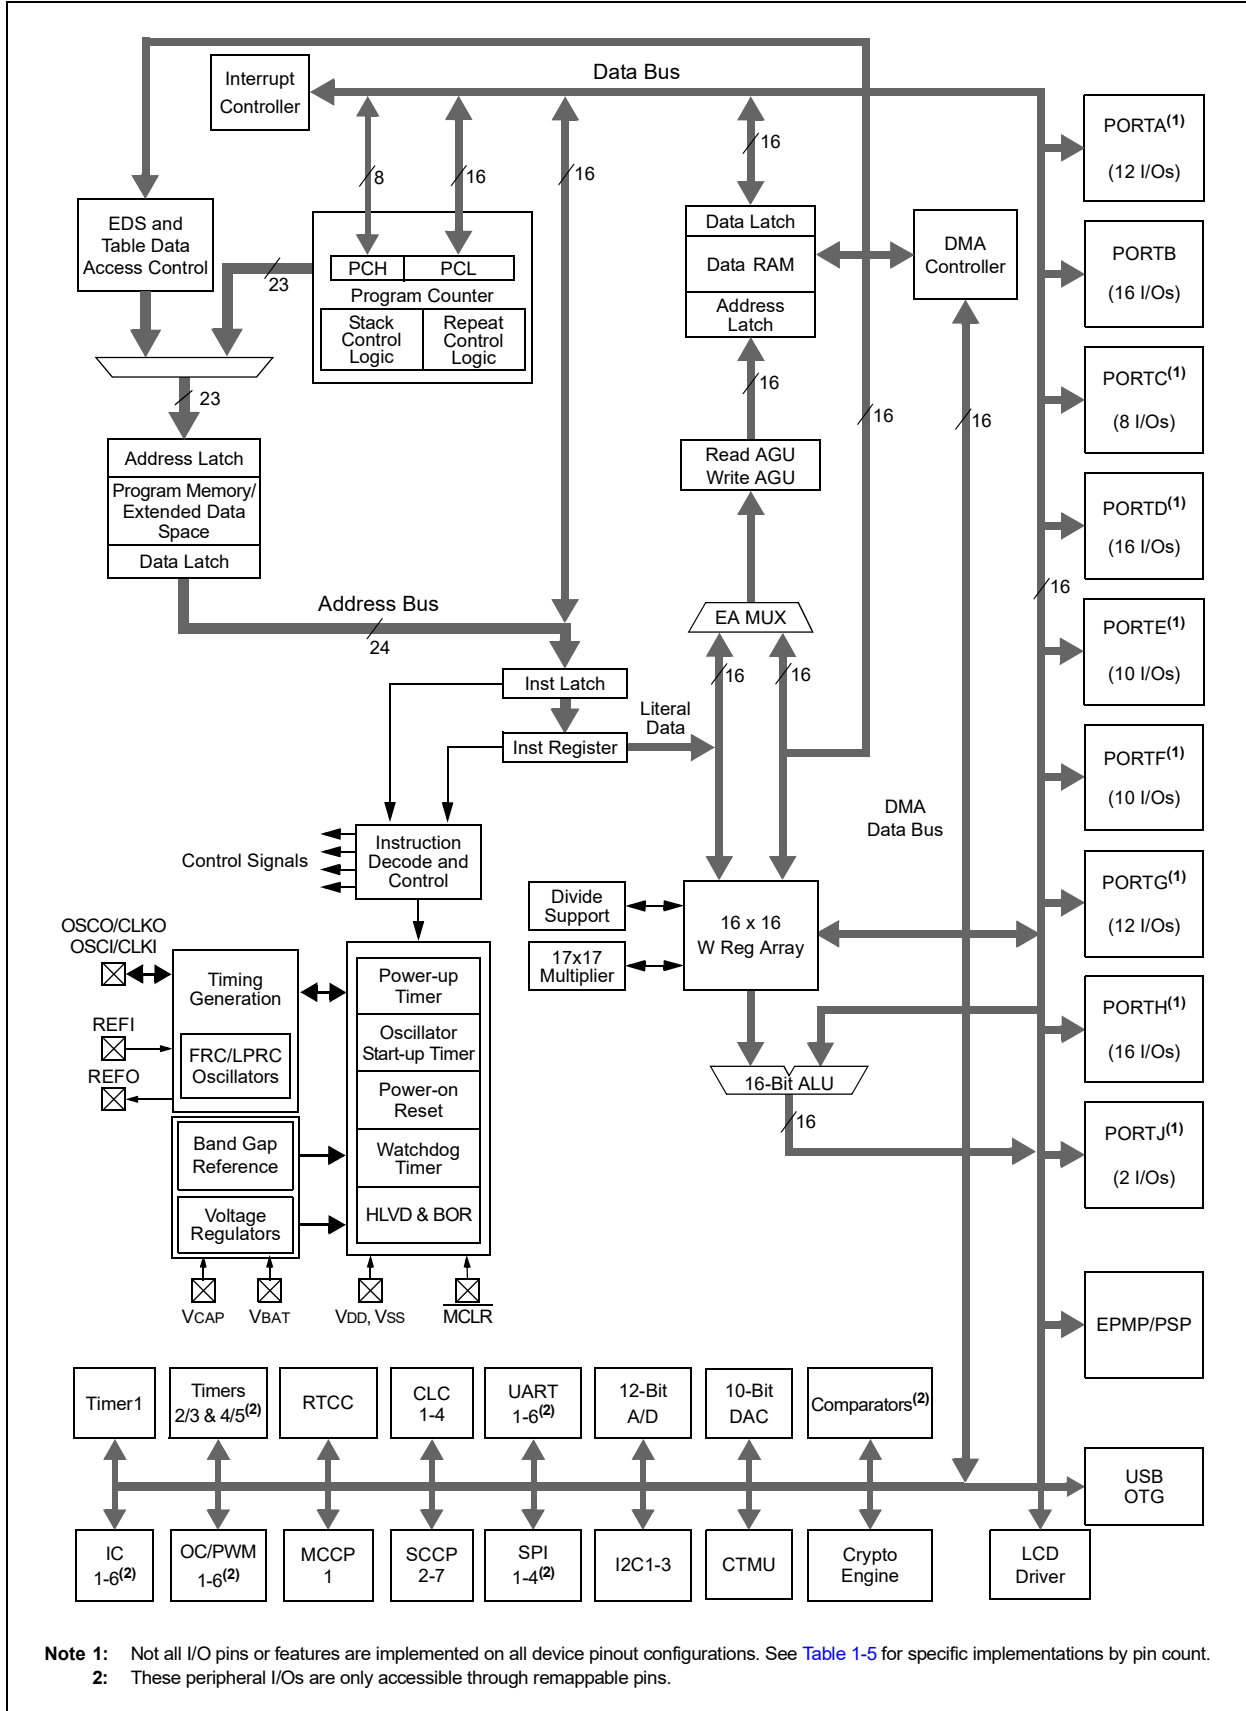 Data Bus
Interrupt
Controller
16
8
16
16
PORTA(1)
(12 I/Os)
EDS and
Table Data
Access Control
23
PCH
PCL
Program Counter
Stack
Control
Logic
Repeat
Control
Logic
Data Latch
Data RAM
Address
Latch
DMA
Controller
PORTB
(16 I/Os)
23
16
16
16
PORTC(1)
(8 I/Os)
Address Latch
Program Memory/
Extended Data
Space
Data Latch
Read AGU
Write AGU
PORTD(1)
(16 I/Os)
16
Address Bus
24
EA MUX
16
16
PORTE(1)
(10 I/Os)
Inst Latch
Literal
Data
Inst Register
PORTF(1)
(10 I/Os)
DMA
Data Bus
Control Signals
Instruction
Decode and
Control
Divide
Support
17x17
Multiplier
16 x 16
W Reg Array
PORTG(1)
(12 I/Os)
OSCO/CLKO
OSCI/CLKI
Timing
Generation
REFI
FRC/LPRC
Oscillators
REFO
Power-up
Timer
Oscillator
Start-up Timer
Power-on
Reset
Watchdog
Timer
HLVD & BOR
PORTH(1)
(16 I/Os)
16-Bit ALU
16
Band Gap
Reference
Voltage
Regulators
PORTJ(1)
(2 I/Os)
VCAP
VBAT
VDD, VSS
MCLR
EPMP/PSP
Timer1
Timers
2/3 & 4/5(2)
RTCC
CLC
1-4
UART
1-6(2)
12-Bit
A/D
10-Bit
DAC
Comparators(2)
USB
OTG
IC
1-6(2)
OC/PWM
1-6(2)
MCCP
1
SCCP
2-7
SPI
1-4(2)
I2C1-3
CTMU
Crypto
Engine
LCD
Driver
Note 1: Not all I/O pins or features are implemented on all device pinout configurations. See Table 1-5 for specific implementations by pin count.
2: These peripheral I/Os are only accessible through remappable pins.